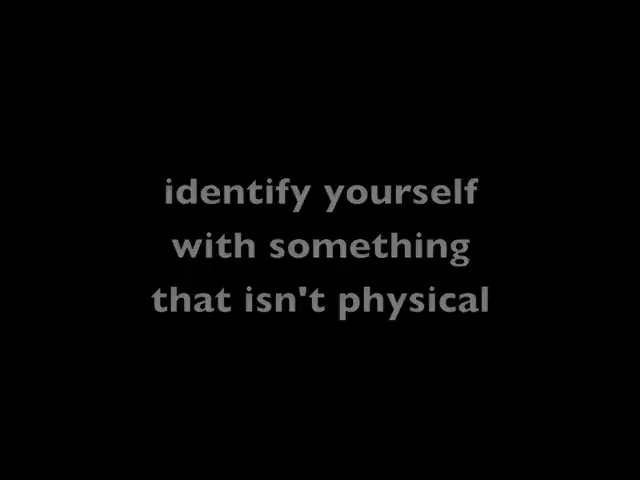 identify yourself
with something
that isn't physical